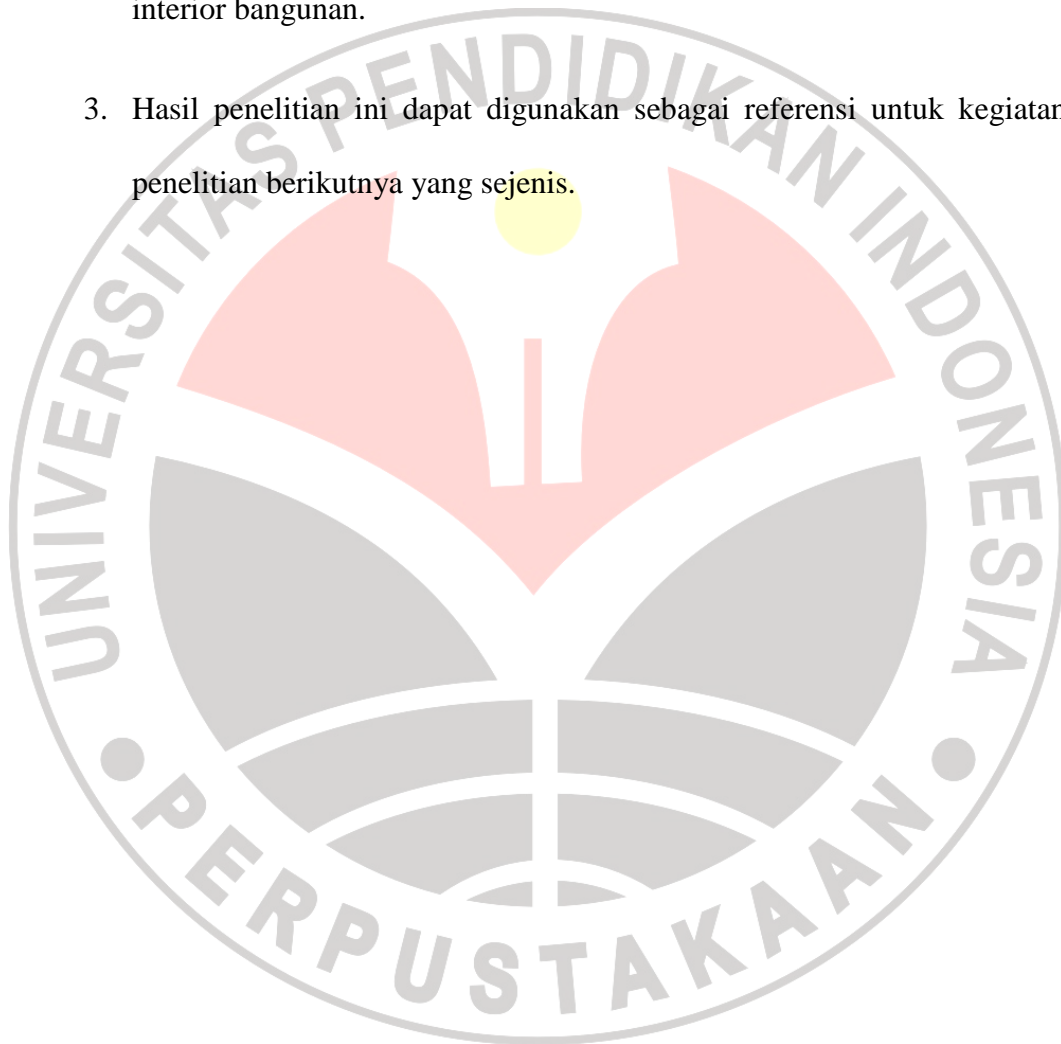 interior bangunan.
3. Hasil penelitian ini dapat digunakan sebagai referensi untuk kegiatan
penelitian berikutnya yang sejenis.
UNIVERSITAS PENDIDIKAN INDONESIA
PERPUSTAKAAN